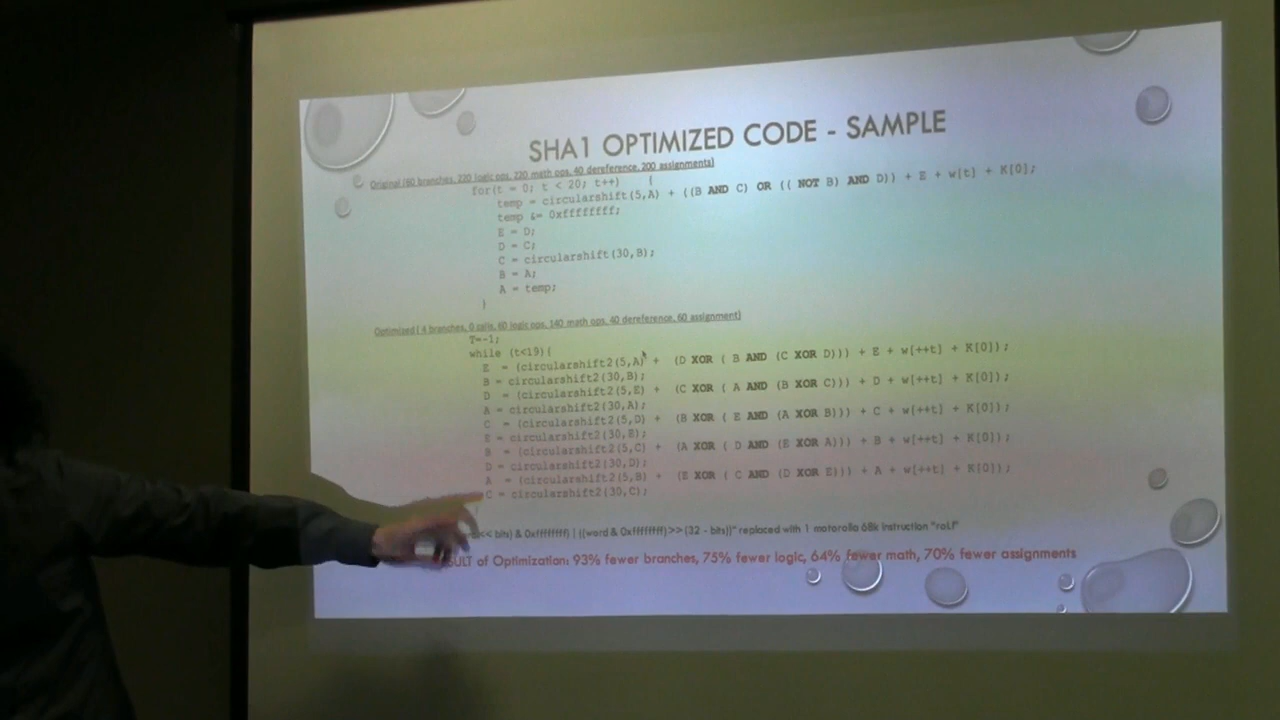 SHA1 OPTIMIZED CODE - SAMPLE
Original (60 branches, 220 logic ops, 220 math ops, 40 dereference, 200 assignments)
for(t = 0; t < 20; t++) {
temp = circularshift(5,A) + ((B AND C) OR (( NOT B) AND D)) + E + w[t] + K[0];
temp &= 0xffffffff;
E = D;
D = C;
C = circularshift(30,B);
B = A;
A = temp;
}
Optimized ( 4 branches, 0 calls, 60 logic ops, 140 math ops, 40 dereference, 60 assignment)
T=-1;
while (t<19){
E = (circularshift2(5,A) + (D XOR ( B AND (C XOR D))) + E + w[++t] + K[0]);
B = circularshift2(30,B);
D = (circularshift2(5,E) + (C XOR ( A AND (B XOR C))) + D + w[++t] + K[0]);
A = circularshift2(30,A);
C = (circularshift2(5,D) + (B XOR ( E AND (A XOR B))) + C + w[++t] + K[0]);
E = circularshift2(30,E);
B = (circularshift2(5,C) + (A XOR ( D AND (E XOR A))) + B + w[++t] + K[0]);
D = circularshift2(30,D);
A = (circularshift2(5,B) + (E XOR ( C AND (D XOR E))) + A + w[++t] + K[0]);
C = circularshift2(30,C);
<< bits) & 0xffffffff) | ((word & 0xffffffff) >> (32 - bits))" replaced with 1 motorolla 68k instruction "rol.l"
SULT of Optimization: 93% fewer branches, 75% fewer logic, 64% fewer math, 70% fewer assignments